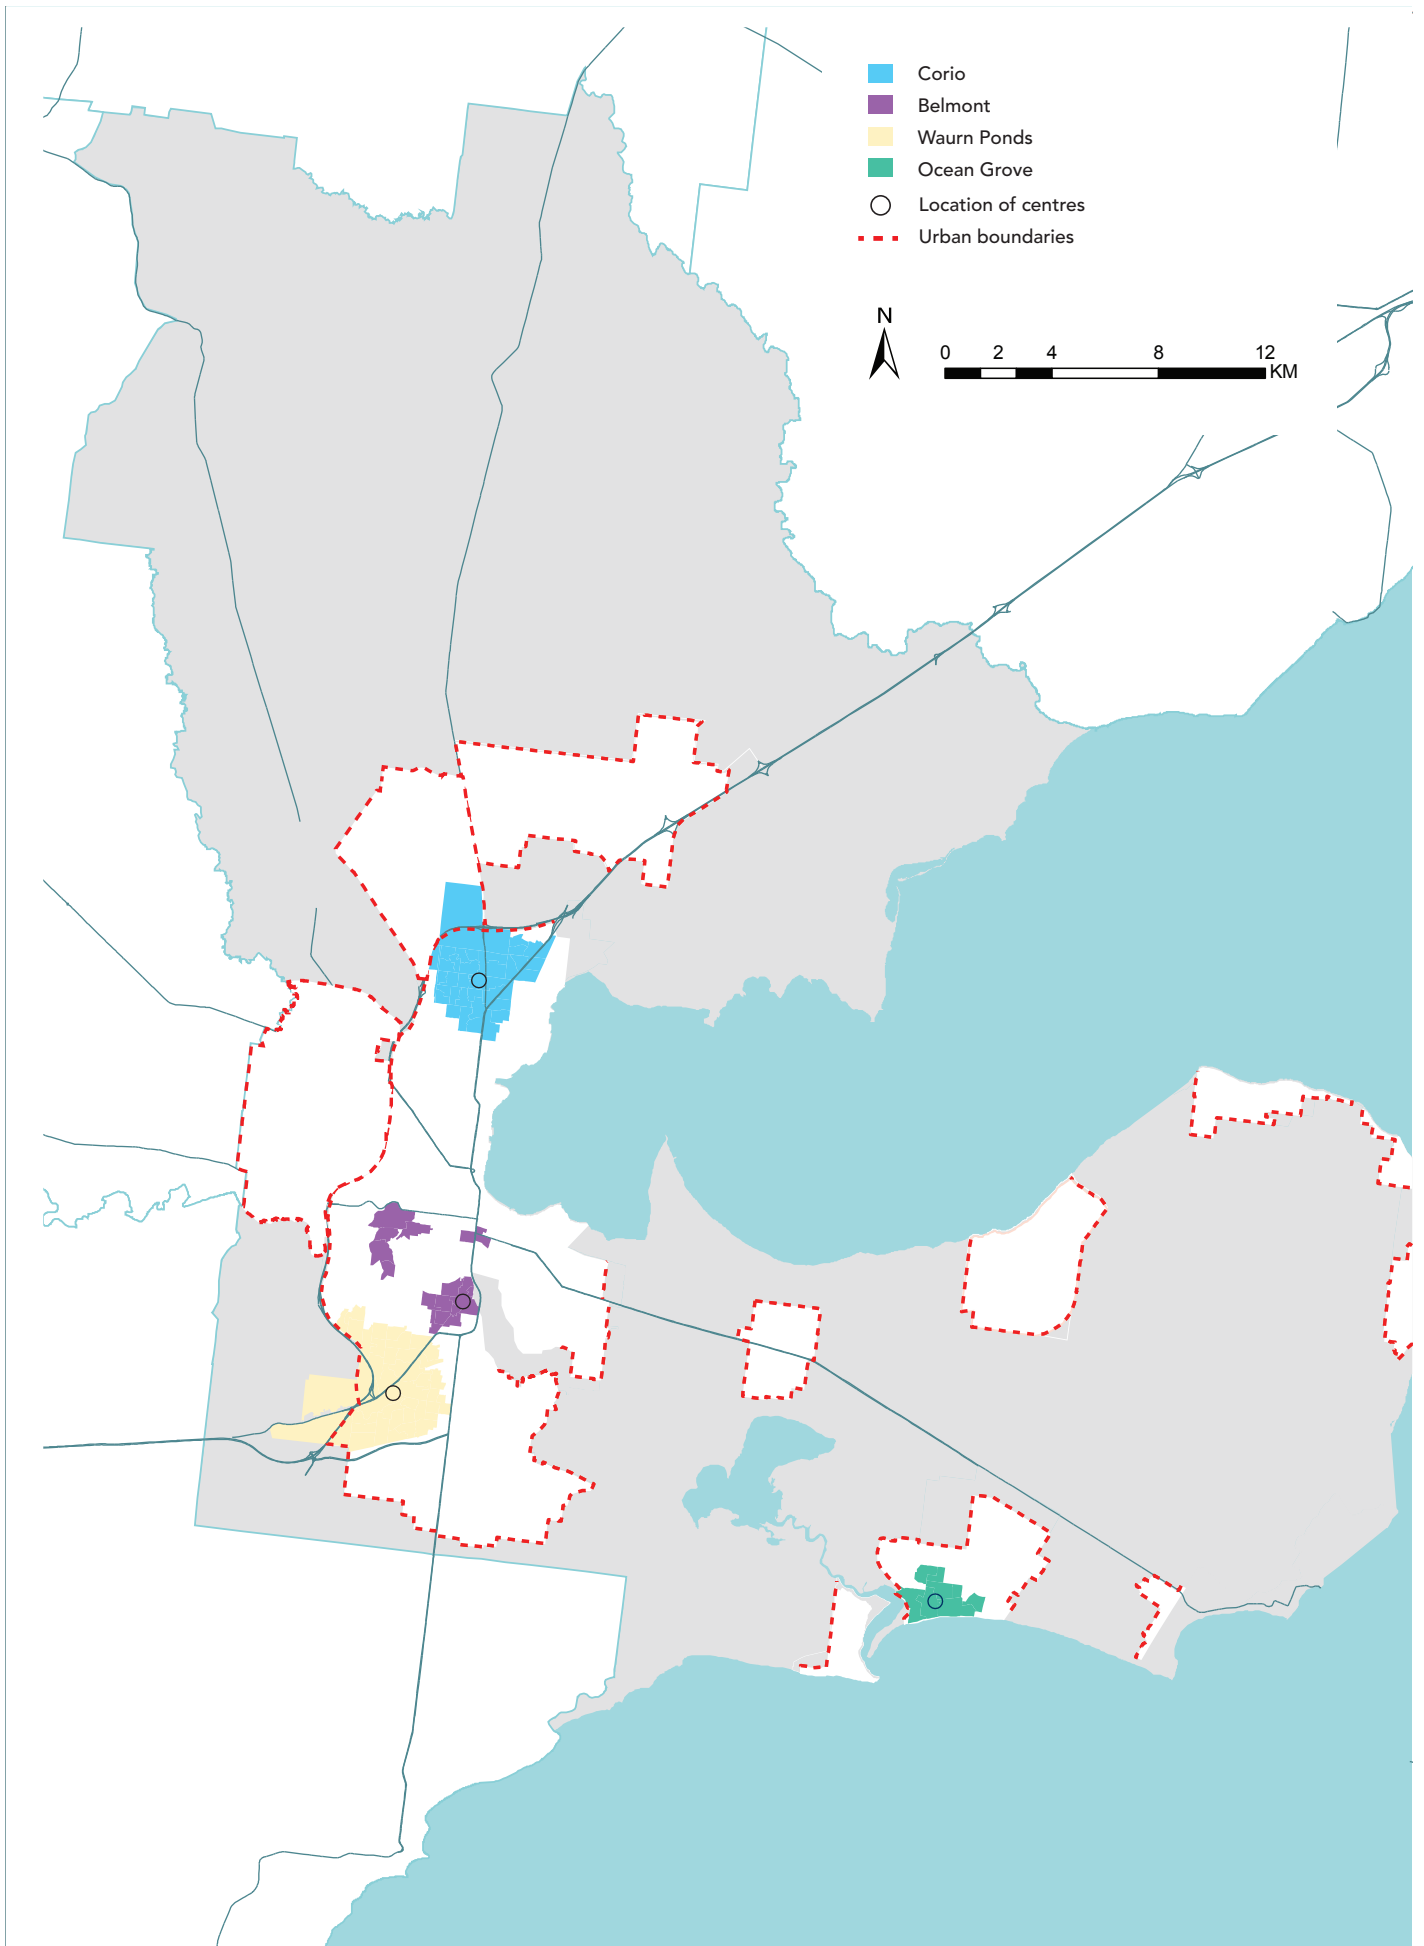 Corio
Belmont
Waurn Ponds
Ocean Grove
Location of centres
Urban boundaries
N
0 2 4 8 12
KM